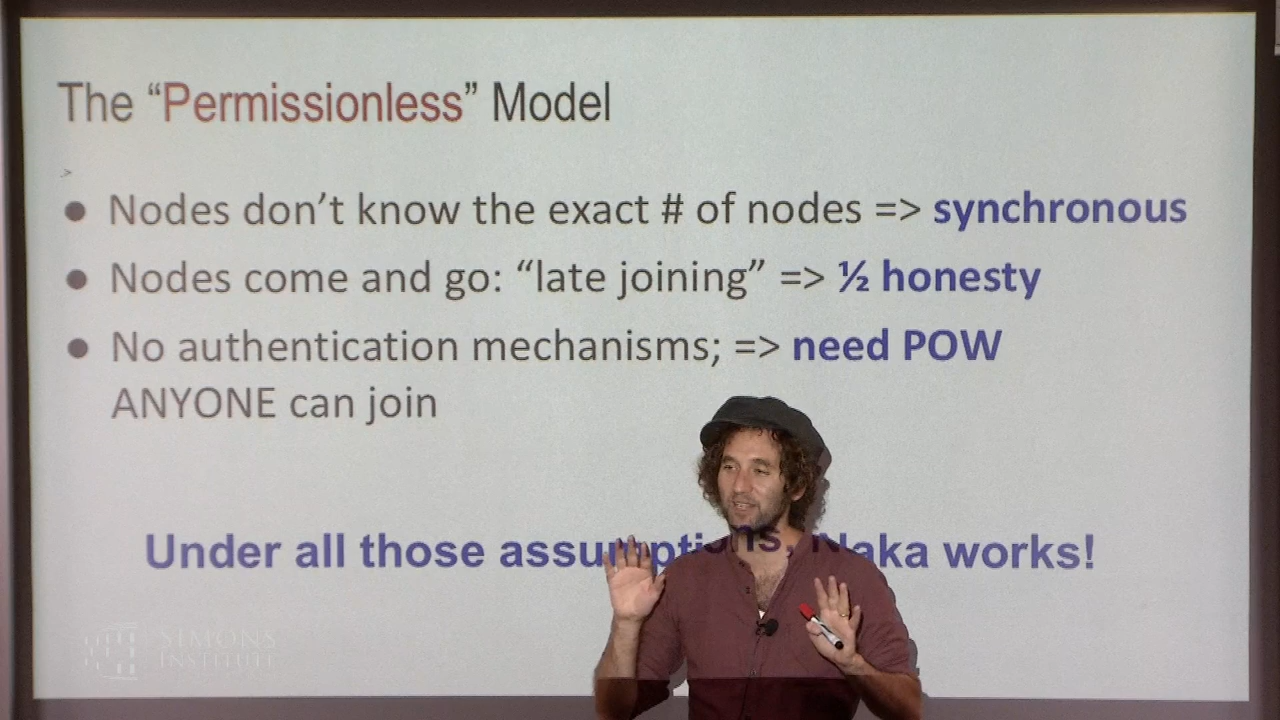 The “Permissionless” Model
>
● Nodes don’t know the exact # of nodes => synchronous
● Nodes come and go: “late joining” => ½ honesty
● No authentication mechanisms; => need POW
ANYONE can join
Under all those assumptions, Naka works!
SIMONS
INSTITUTE